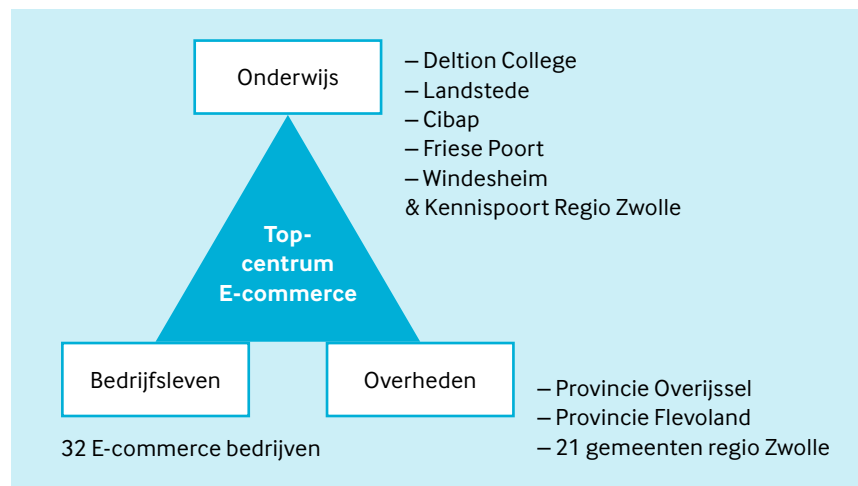 Onderwijs
– Deltion College
– Landstede
– Cibap
– Friese Poort
– Windesheim
& Kennispoort Regio Zwolle
Top-
centrum
E-commerce
Bedrijfsleven
32 E-commerce bedrijven
Overheden
– Provincie Overijssel
– Provincie Flevoland
– 21 gemeenten regio Zwolle